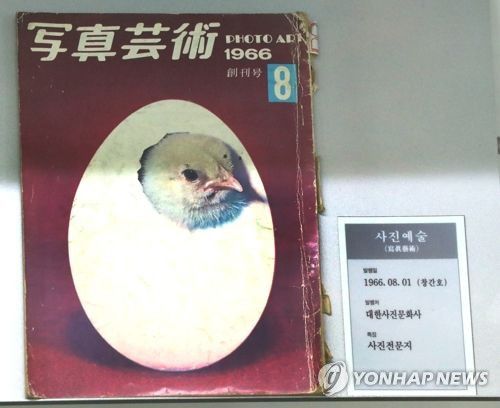 写真芸術
PHOTO ART
1966
創刊号
8
사진예술
(寫眞藝術)
발행일
1966. 08. 01 (창간호)
발행처
대한사진문화사
특징
사진전문지
YONHAP NEWS